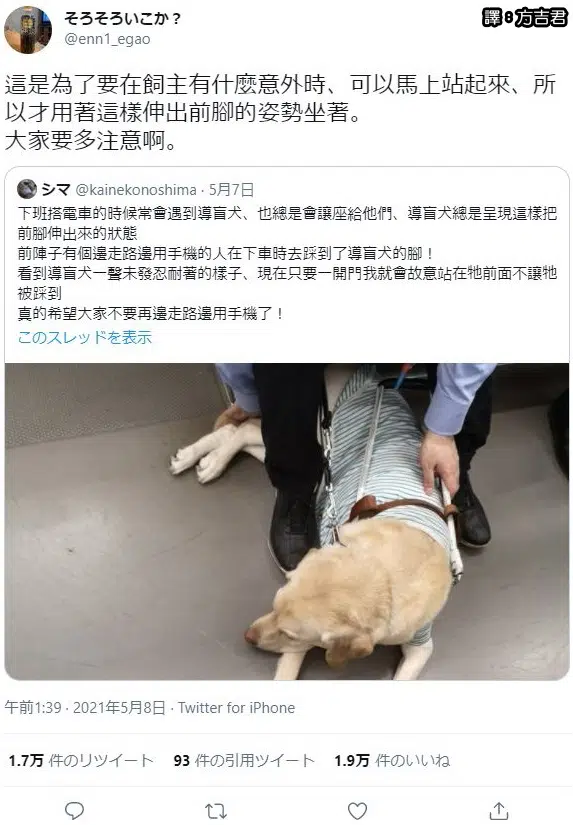 そろそろいこか？
譯：方吉君
@enn1_egao
這是為了要在飼主有什麼意外時、可以馬上站起來、所
以才用著這樣伸出前腳的姿勢坐著。
大家要多注意啊。
シマ @kainekonoshima · 5月7日
下班搭電車的時候常會遇到導盲犬、也總是會讓座給他們、導盲犬總是呈現這樣把
前腳伸出來的狀態
前陣子有個邊走路邊用手機的人在下車時去踩到了導盲犬的腳！
看到導盲犬一聲未發忍耐著的樣子、現在只要一開門我就會故意站在牠前面不讓牠
被踩到
真的希望大家不要再邊走路邊用手機了！
このスレッドを表示
午前1:39 · 2021年5月8日 · Twitter for iPhone
1.7万 件のリツイート 93 件の引用ツイート 1.9万 件のいいね